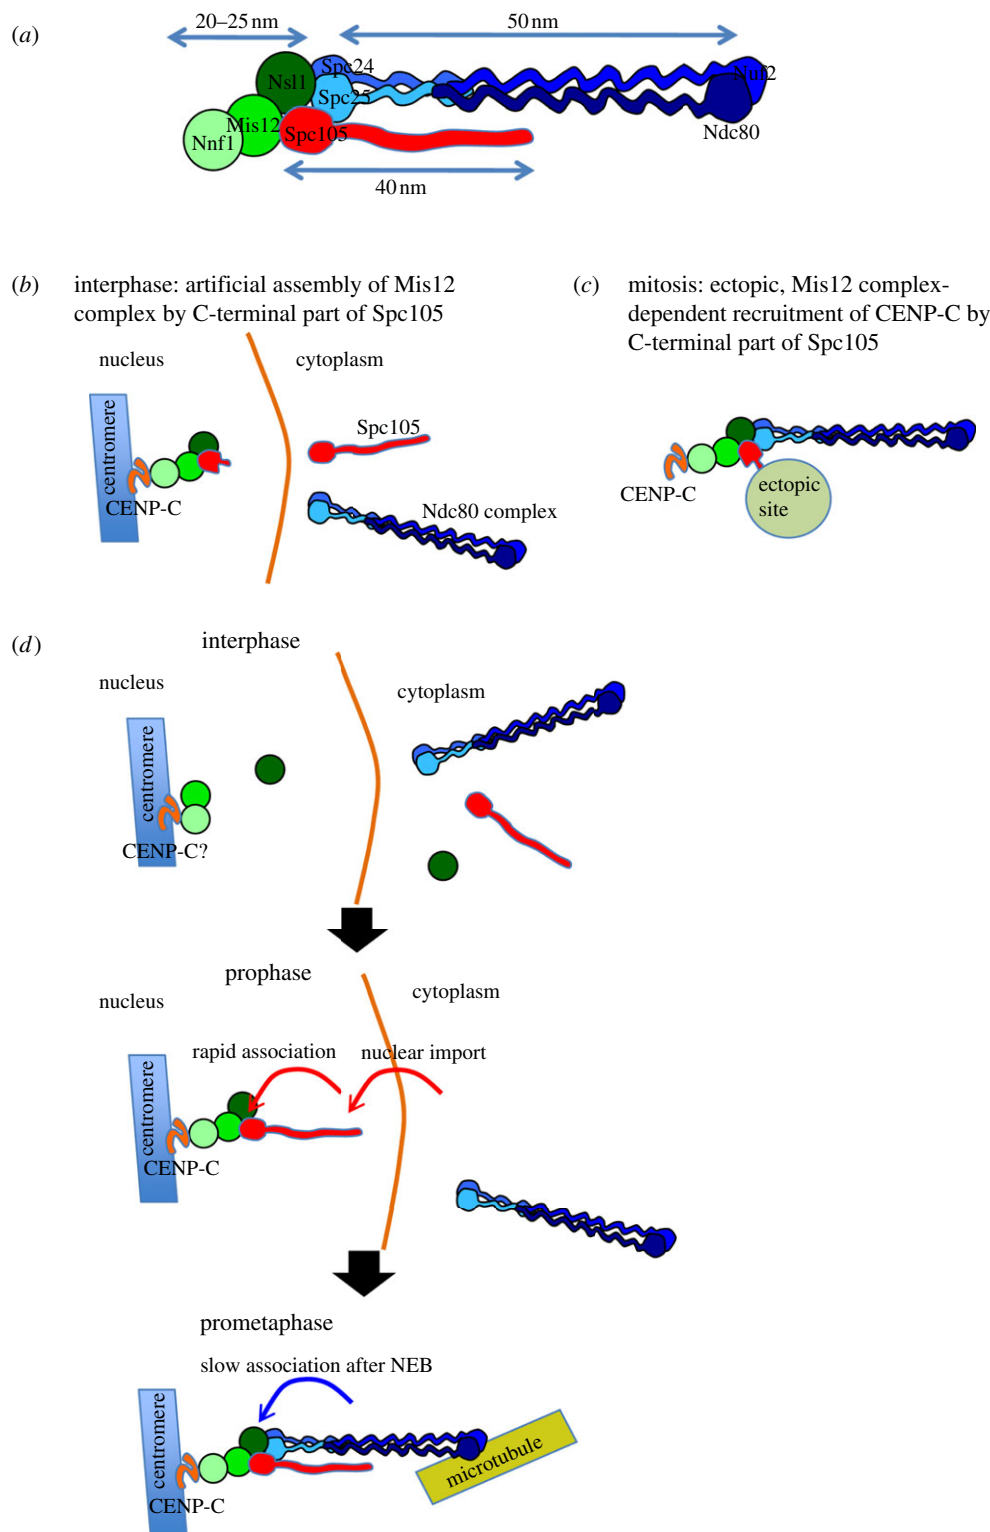 (a)
20–25 nm
50 nm
Nsl1
Spc24
Spc25
Nuf2
Mis12
Nnf1
Spc105
Ndc80
40 nm
(b) interphase: artificial assembly of Mis12
complex by C-terminal part of Spc105
nucleus
cytoplasm
centromere
CENP-C
Spc105
Ndc80 complex
(c) mitosis: ectopic, Mis12 complex-
dependent recruitment of CENP-C by
C-terminal part of Spc105
CENP-C
ectopic
site
(d)
interphase
nucleus
cytoplasm
centromere
CENP-C?
prophase
nucleus
cytoplasm
rapid association
nuclear import
centromere
CENP-C
prometaphase
slow association after NEB
centromere
CENP-C
microtubule